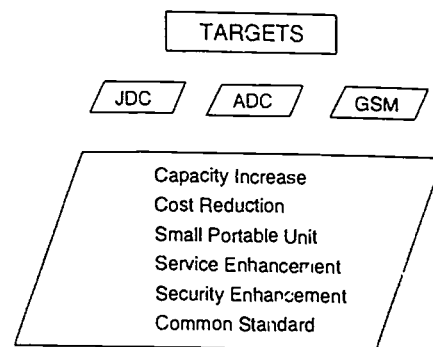 TARGETS
JDC ADC GSM
Capacity Increase
Cost Reduction
Small Portable Unit
Service Enhancement
Security Enhancement
Common Standard